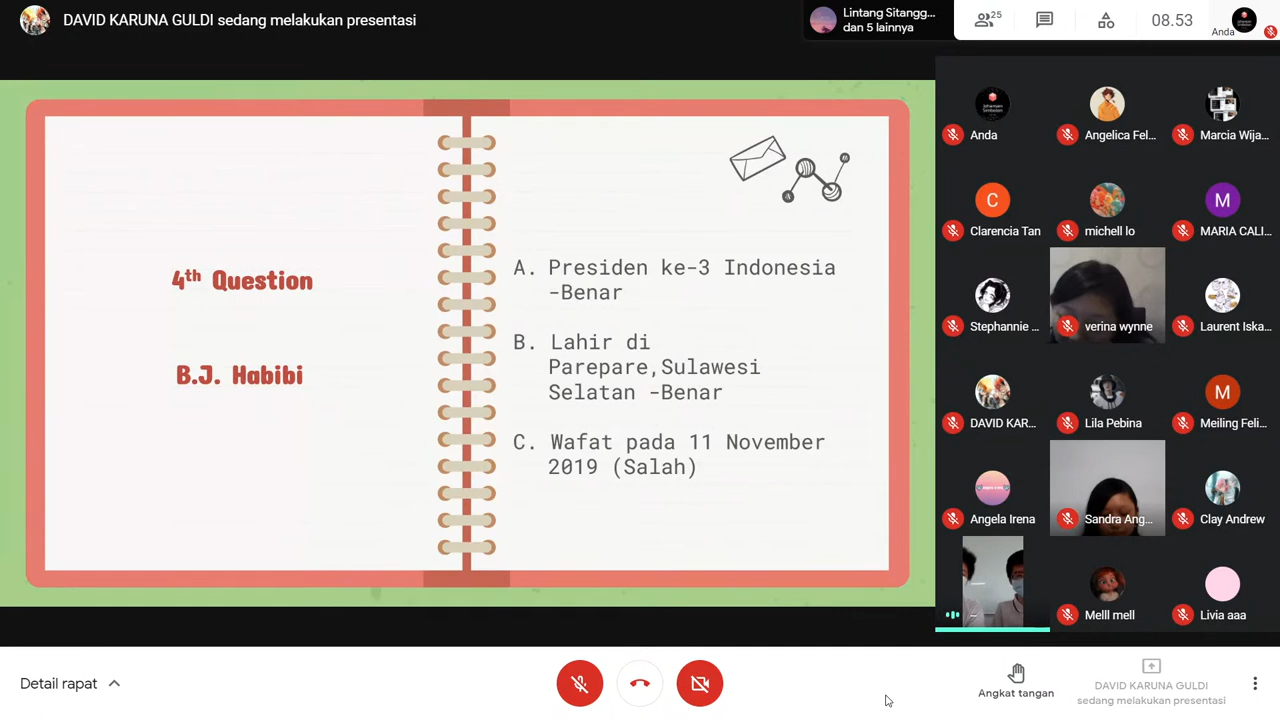 DAVID KARUNA GULDI sedang melakukan presentasi
Lintang Sitangg...
dan 5 lainnya
25
08.53
Anda
4th Question
B.J. Habibi
A. Presiden ke-3 Indonesia
-Benar
B. Lahir di
Parepare,Sulawesi
Selatan -Benar
C. Wafat pada 11 November
2019 (Salah)
Anda
Angelica Fel...
Marcia Wija...
C
Clarencia Tan
michell lo
M
MARIA CALI...
Stephannie ...
verina wynne
Laurent Iska...
DAVID KAR...
Lila Pebina
M
Meiling Feli...
Angela Irena
Sandra Ang...
Clay Andrew
Melll mell
Livia aaa
Detail rapat
Angkat tangan
DAVID KARUNA GULDI
sedang melakukan presentasi